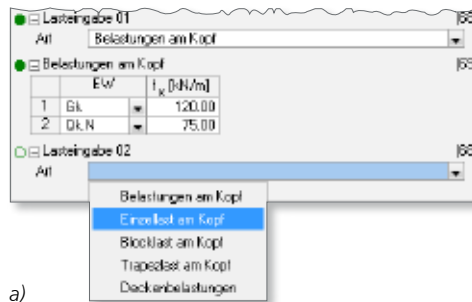 Lasteingabe 01
Art Belastungen am Kopf
Belastungen am Kopf
EW fx [kN/m]
1 Gk 120.00
2 Qk.N 75.00
Lasteingabe 02
Art
Belastungen am Kopf
Einzellast am Kopf
Blocklast am Kopf
Trapezlast am Kopf
Deckenbelastungen
a)